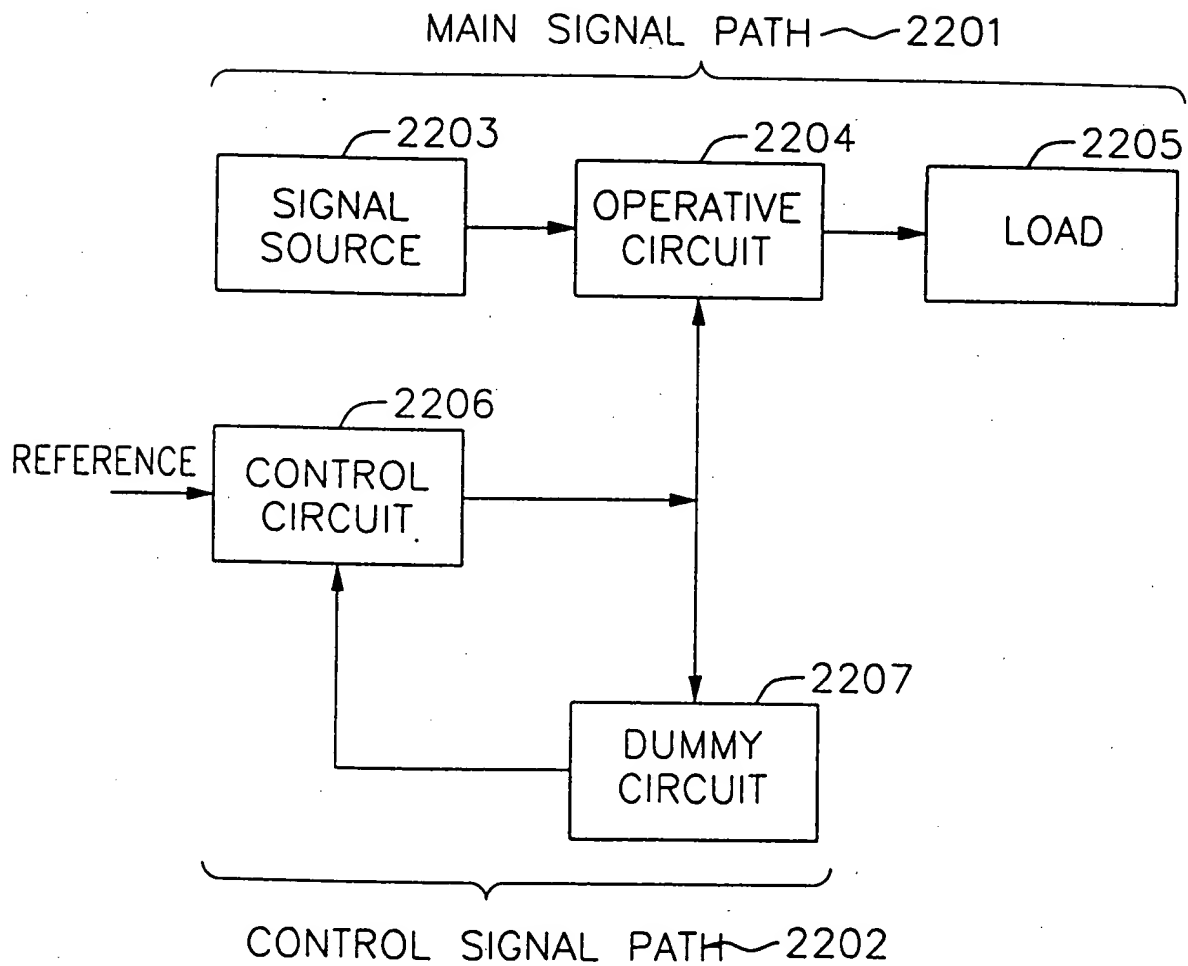 MAIN SIGNAL PATH 2201
2203
2204
2205
SIGNAL
SOURCE
OPERATIVE
CIRCUIT
LOAD
2206
REFERENCE
CONTROL
CIRCUIT
2207
DUMMY
CIRCUIT
CONTROL SIGNAL PATH 2202